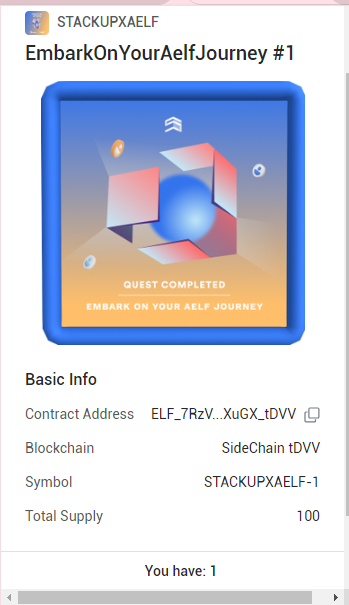 STACKUPXAELF
EmbarkOnYourAelfJourney #1
QUEST COMPLETED
EMBARK ON YOUR AELF JOURNEY
Basic Info
Contract Address ELF_7RzV...XuGX_tDVV
Blockchain SideChain tDVV
Symbol STACKUPXAELF-1
Total Supply 100
You have: 1